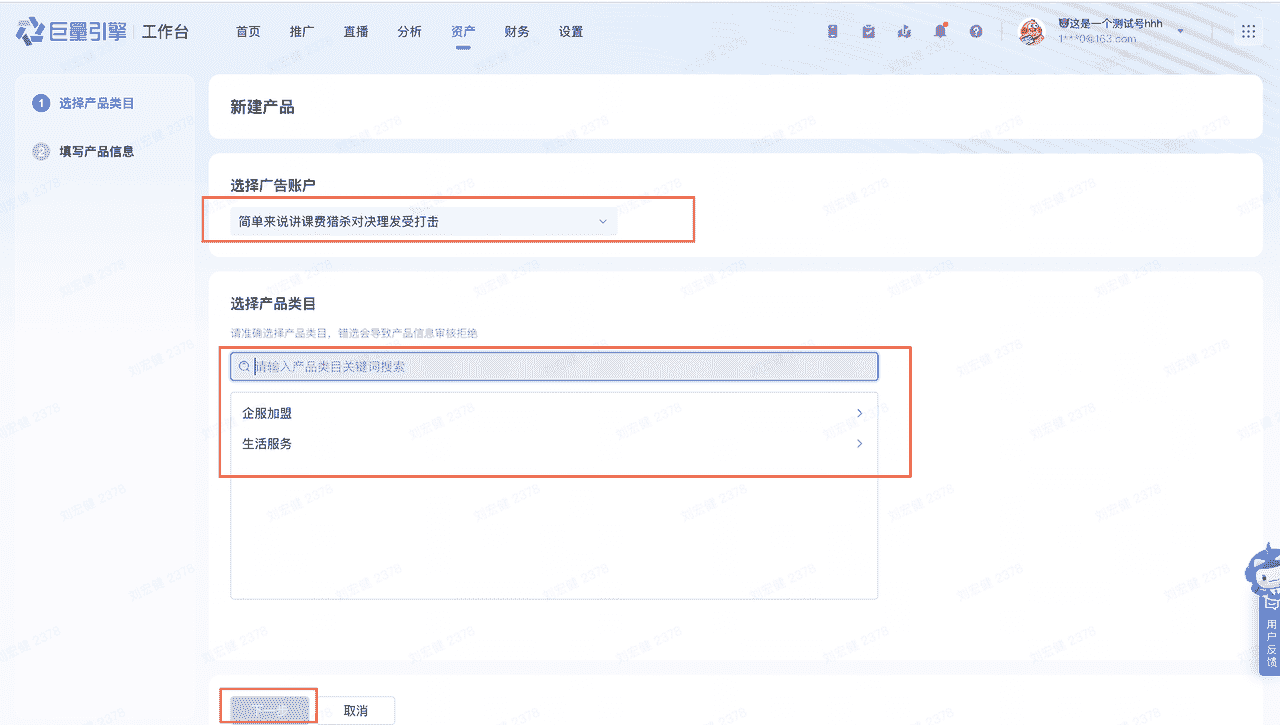 巨量引擎 工作台 首页 推广 直播 分析 资产 财务 设置
这是一个测试号hhh
1***0@163.com
1 选择产品类目
填写产品信息
新建产品
选择广告账户
简单来说讲课费猎杀对决理发受打击
选择产品类目
请准确选择产品类目，错选会导致产品信息审核拒绝
请输入产品类目关键词搜索
企服加盟
生活服务
取消
用户反馈
刘宏健 2378